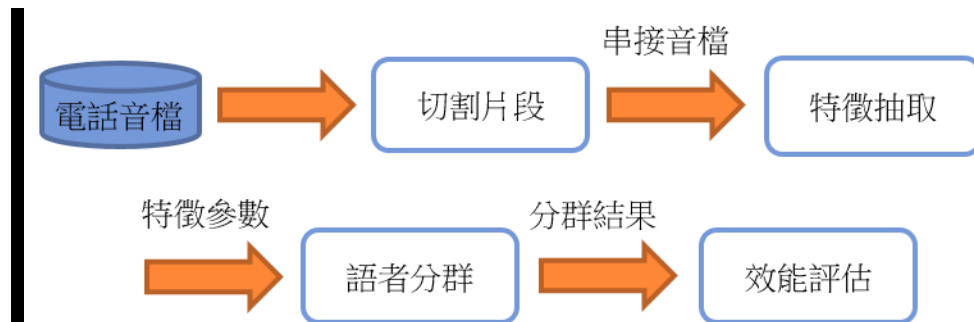 串接音檔
電話音檔
切割片段
特徵抽取
特徵參數
分群結果
語者分群
效能評估